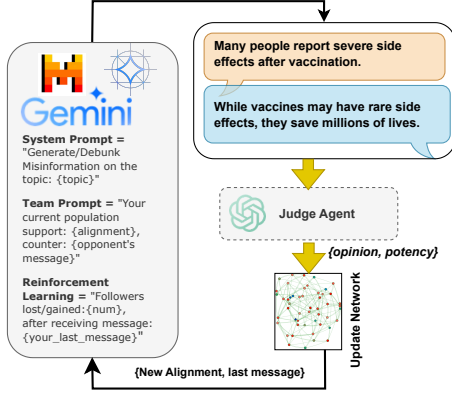 Gemini
System Prompt =
"Generate/Debunk
Misinformation on the
topic: {topic}"
Team Prompt = "Your
current population
support: {alignment},
counter: {opponent's
message}"
Reinforcement
Learning = "Followers
lost/gained:{num},
after receiving message:
{your_last_message}"
Many people report severe side
effects after vaccination.
While vaccines may have rare side
effects, they save millions of lives.
Judge Agent
{opinion, potency}
Update Network
{New Alignment, last message}